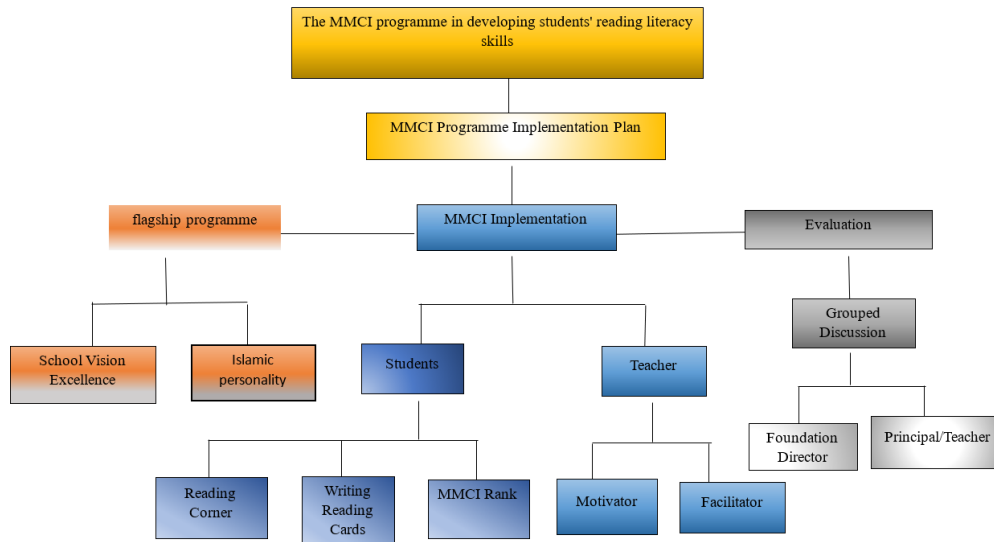 The MMCI programme in developing students' reading literacy
skills
MMCI Programme Implementation Plan
flagship programme
MMCI Implementation
Evaluation
School Vision
Excellence
Islamic
personality
Students
Teacher
Grouped
Discussion
Reading
Corner
Writing
Reading
Cards
MMCI Rank
Motivator
Facilitator
Foundation
Director
Principal/Teacher